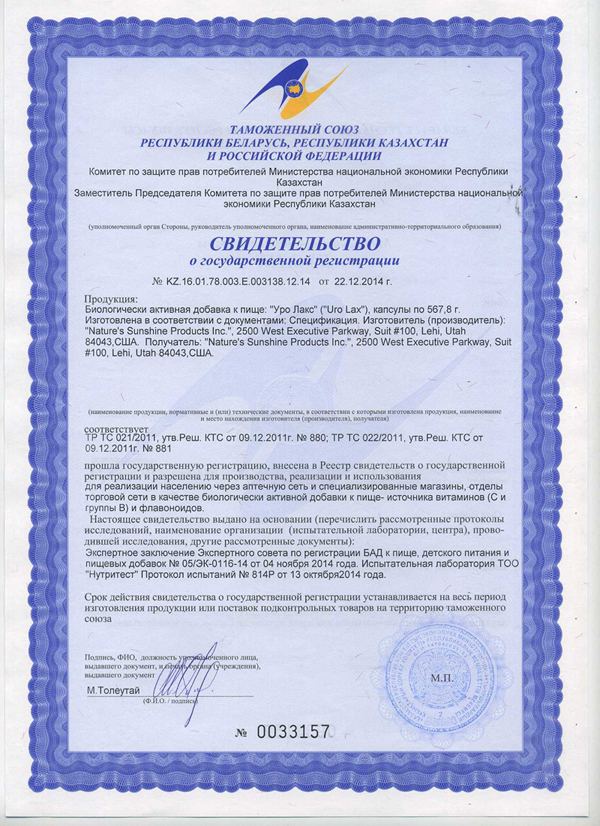 ТАМОЖЕННЫЙ СОЮЗ
РЕСПУБЛИКИ БЕЛАРУСЬ, РЕСПУБЛИКИ КАЗАХСТАН
И РОССИЙСКОЙ ФЕДЕРАЦИИ
Комитет по защите прав потребителей Министерства национальной экономики Республики
Казахстан
Заместитель Председателя Комитета по защите прав потребителей Министерства национальной
экономики Республики Казахстан
(уполномоченный орган Стороны, руководитель уполномоченного органа, наименование административно-территориального образования)
СВИДЕТЕЛЬСТВО
о государственной регистрации
№ KZ.16.01.78.003.E.003138.12.14 от 22.12.2014 г.
Продукция:
Биологически активная добавка к пище: "Уро Лакс" ("Uro Lax"), капсулы по 567,8 г.
Изготовлена в соответствии с документами: Спецификация. Изготовитель (производитель):
"Nature's Sunshine Products Inc.", 2500 West Executive Parkway, Suit #100, Lehi, Utah
84043,США. Получатель: "Nature's Sunshine Products Inc.", 2500 West Executive Parkway, Suit
#100, Lehi, Utah 84043,США.
(наименование продукции, нормативные и (или) технические документы, в соответствии с которыми изготовлена продукция, наименование
и место нахождения изготовителя (производителя), получателя)
соответствует
ТР ТС 021/2011, утв.Реш. КТС от 09.12.2011г. № 880; ТР ТС 022/2011, утв.Реш. КТС от
09.12.2011г. № 881
прошла государственную регистрацию, внесена в Реестр свидетельств о государственной
регистрации и разрешена для производства, реализации и использования
для реализации населению через аптечную сеть и специализированные магазины, отделы
торговой сети в качестве биологически активной добавки к пище- источника витаминов (С и
группы В) и флавоноидов.
Настоящее свидетельство выдано на основании (перечислить рассмотренные протоколы
исследований, наименование организации (испытательной лаборатории, центра), прово-
дившей исследования, другие рассмотренные документы):
Экспертное заключение Экспертного совета по регистрации БАД к пище, детского питания и
пищевых добавок № 05/ЭК-0116-14 от 04 ноября 2014 года. Испытательная лаборатория ТОО
"Нутритест" Протокол испытаний № 814Р от 13 октября2014 года.
Срок действия свидетельства о государственной регистрации устанавливается на весь период
изготовления продукции или поставок подконтрольных товаров на территорию таможенного
союза
Подпись, ФИО, должность уполномоченного лица,
выдавшего документ, и печать органа (учреждения),
выдавшего документ
М.Толеутай
(Ф.И.О. / подпись)
М.П.
№ 0033157